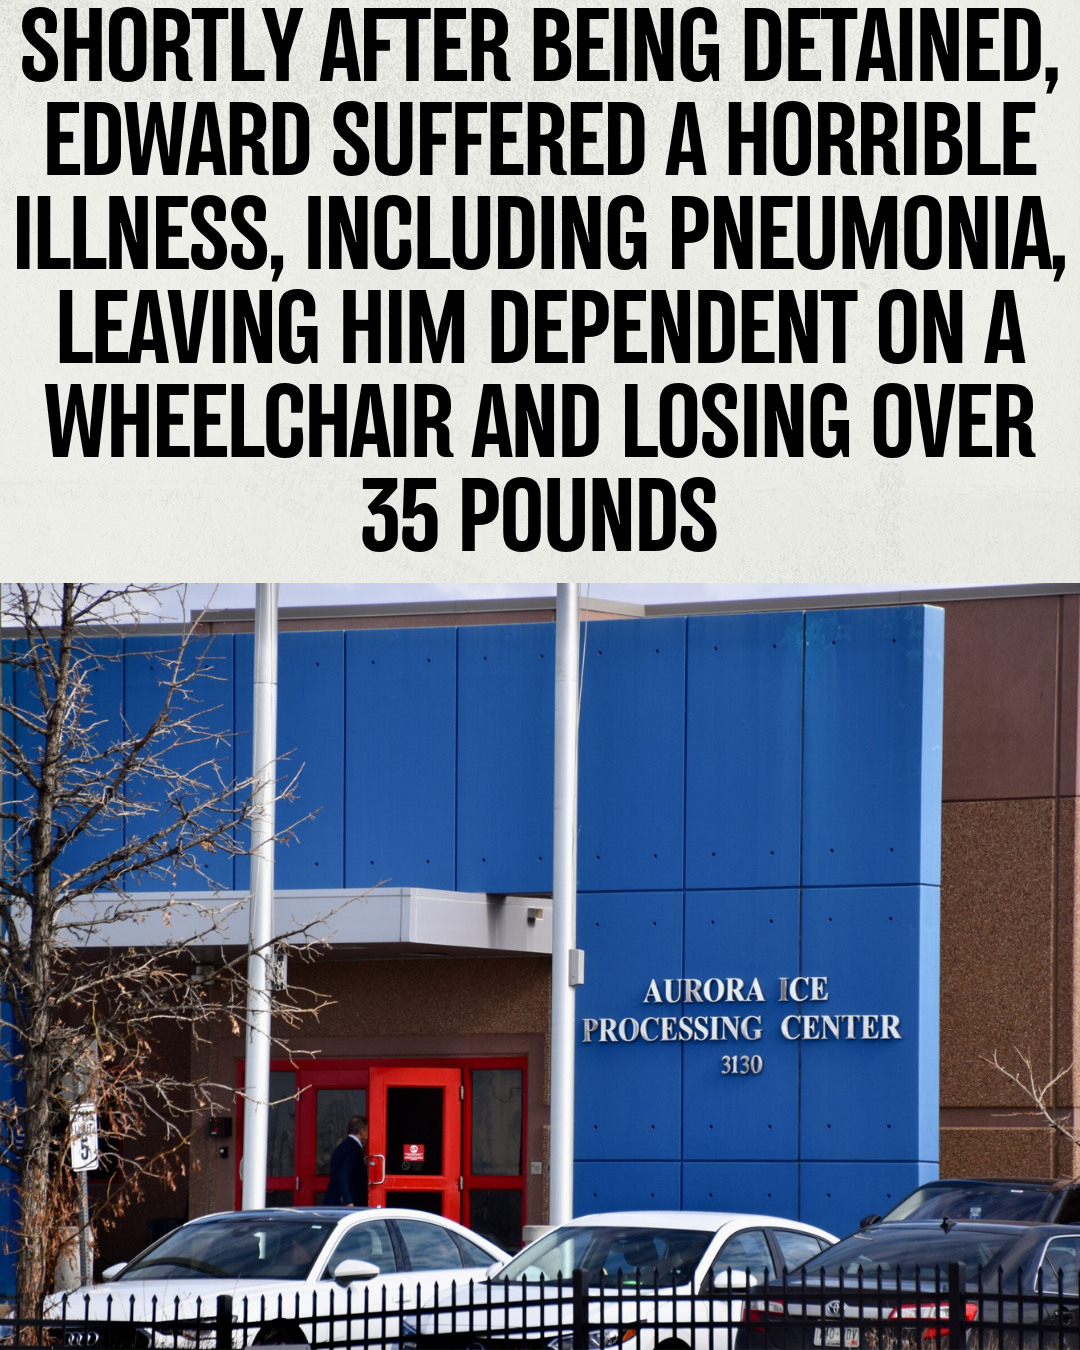 SHORTLY AFTER BEING DETAINED,
EDWARD SUFFERED A HORRIBLE
ILLNESS, INCLUDING PNEUMONIA,
LEAVING HIM DEPENDENT ON A
WHEELCHAIR AND LOSING OVER
35 POUNDS
AURORA ICE
PROCESSING CENTER
3130
5